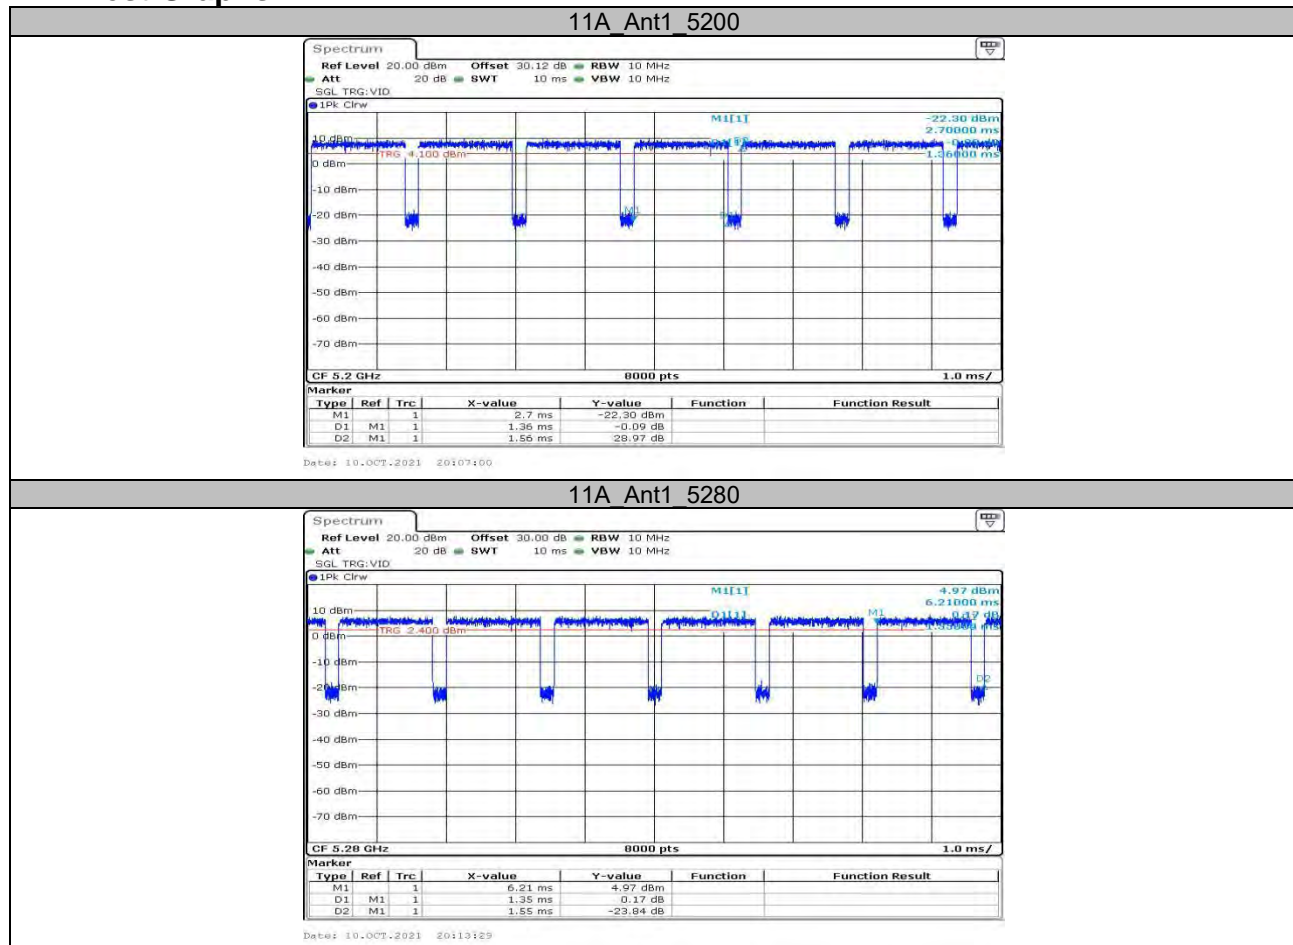 11A_Ant1_5200
Spectrum
Ref Level 20.00 dBm Offset 30.12 dB RBW 10 MHz
Att 20 dB SWT 10 ms VBW 10 MHz
SGL TRG:VID
1Pk Clrw
M1[1] -22.30 dBm
2.70000 ms
10 dBm
1.36000 ms
TRG 4.100 dBm
0 dBm
-10 dBm
-20 dBm
M1
-30 dBm
-40 dBm
-50 dBm
-60 dBm
-70 dBm
CF 5.2 GHz 8000 pts 1.0 ms/
Marker
Type Ref Trc X-value Y-value Function Function Result
M1 1 2.7 ms -22.30 dBm
D1 M1 1 1.36 ms -0.09 dB
D2 M1 1 1.56 ms 28.97 dB
Date: 10.OCT.2021 20:07:00
11A_Ant1_5280
Spectrum
Ref Level 20.00 dBm Offset 30.00 dB RBW 10 MHz
Att 20 dB SWT 10 ms VBW 10 MHz
SGL TRG:VID
1Pk Clrw
M1[1] 4.97 dBm
6.21000 ms
10 dBm
D1[1] M1 0.17 dB
TRG 2.400 dBm
0 dBm
-10 dBm
-20 dBm
D2
-30 dBm
-40 dBm
-50 dBm
-60 dBm
-70 dBm
CF 5.28 GHz 8000 pts 1.0 ms/
Marker
Type Ref Trc X-value Y-value Function Function Result
M1 1 6.21 ms 4.97 dBm
D1 M1 1 1.35 ms 0.17 dB
D2 M1 1 1.55 ms -23.84 dB
Date: 10.OCT.2021 20:13:29